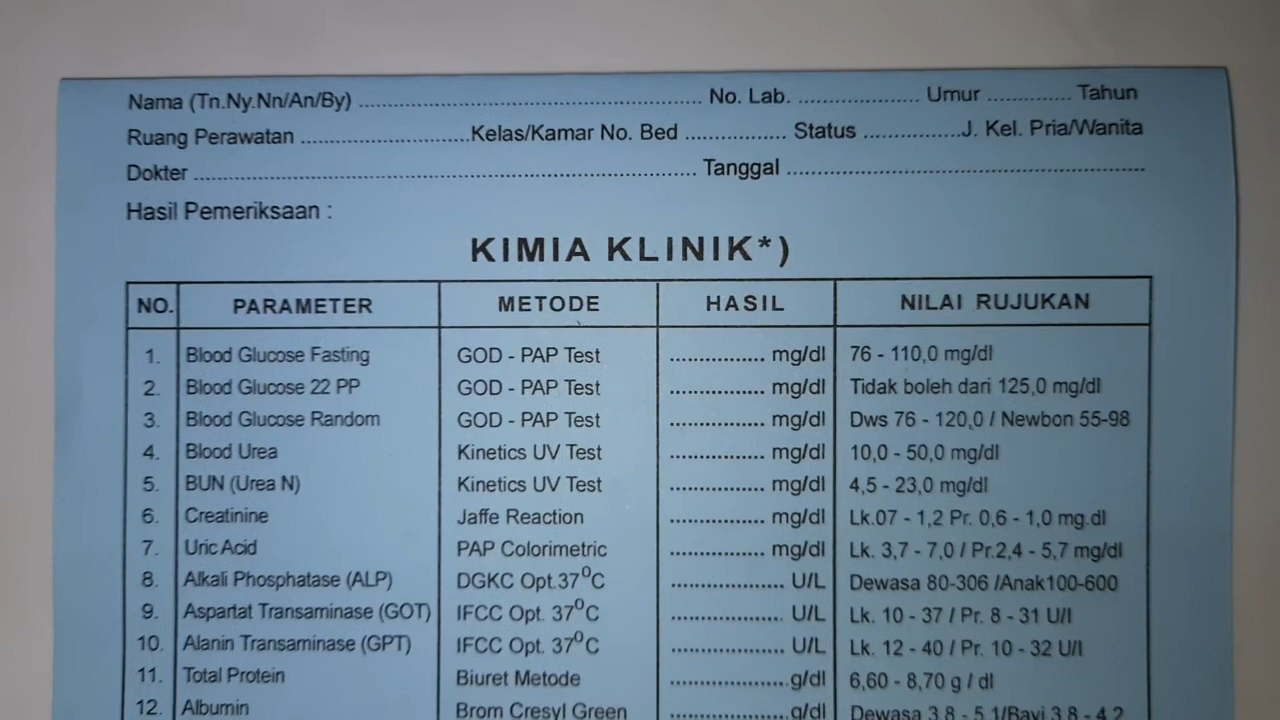 Nama (Tn.Ny.Nn/An/By) ........................................................ No. Lab. .................... Umur ............. Tahun
Ruang Perawatan ............................Kelas/Kamar No. Bed ................. Status ................J. Kel. Pria/Wanita
Dokter .................................................................................. Tanggal ...........................................................
Hasil Pemeriksaan :
KIMIA KLINIK*)
NO. PARAMETER METODE HASIL NILAI RUJUKAN
1. Blood Glucose Fasting GOD - PAP Test ................ mg/dl 76 - 110,0 mg/dl
2. Blood Glucose 22 PP GOD - PAP Test ................ mg/dl Tidak boleh dari 125,0 mg/dl
3. Blood Glucose Random GOD - PAP Test ................ mg/dl Dws 76 - 120,0 / Newbon 55-98
4. Blood Urea Kinetics UV Test ................ mg/dl 10,0 - 50,0 mg/dl
5. BUN (Urea N) Kinetics UV Test ................ mg/dl 4,5 - 23,0 mg/dl
6. Creatinine Jaffe Reaction ................ mg/dl Lk.07 - 1,2 Pr. 0,6 - 1,0 mg.dl
7. Uric Acid PAP Colorimetric ................ mg/dl Lk. 3,7 - 7,0 / Pr.2,4 - 5,7 mg/dl
8. Alkali Phosphatase (ALP) DGKC Opt.37⁰C ................... U/L Dewasa 80-306 /Anak100-600
9. Aspartat Transaminase (GOT) IFCC Opt. 37⁰C ................... U/L Lk. 10 - 37 / Pr. 8 - 31 U/l
10. Alanin Transaminase (GPT) IFCC Opt. 37⁰C ................... U/L Lk. 12 - 40 / Pr. 10 - 32 U/l
11. Total Protein Biuret Metode ....................g/dl 6,60 - 8,70 g / dl
12. Albumin Brom Cresyl Green ....................g/dl Dewasa 3,8 - 5,1/Bayi 3,8 - 4,2